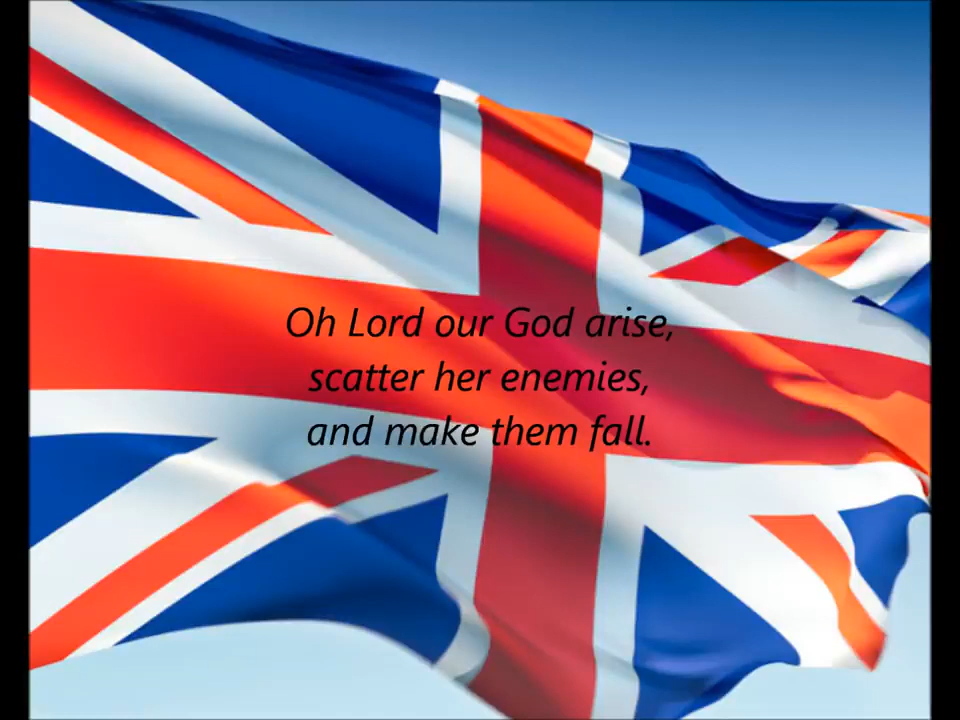 Oh Lord our God arise,
scatter her enemies,
and make them fall.